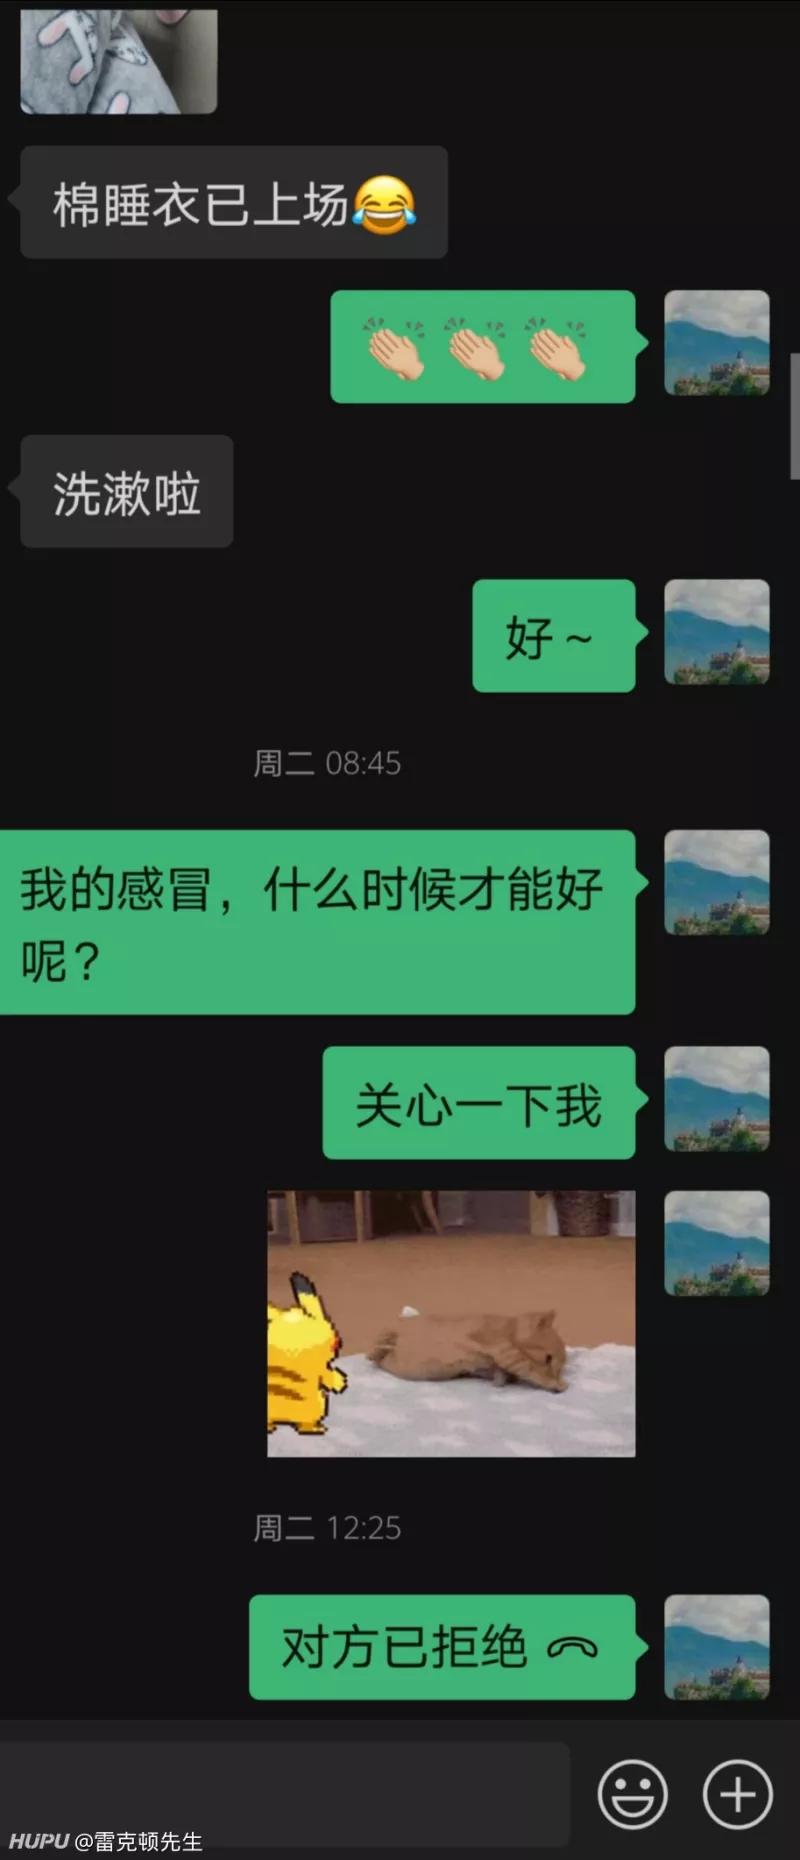 棉睡衣已上场😂
👏🏼👏🏼👏🏼
洗漱啦
好~
周二 08:45
我的感冒，什么时候才能好
呢？
关心一下我
周二 12:25
对方已拒绝
HUPU @雷克顿先生